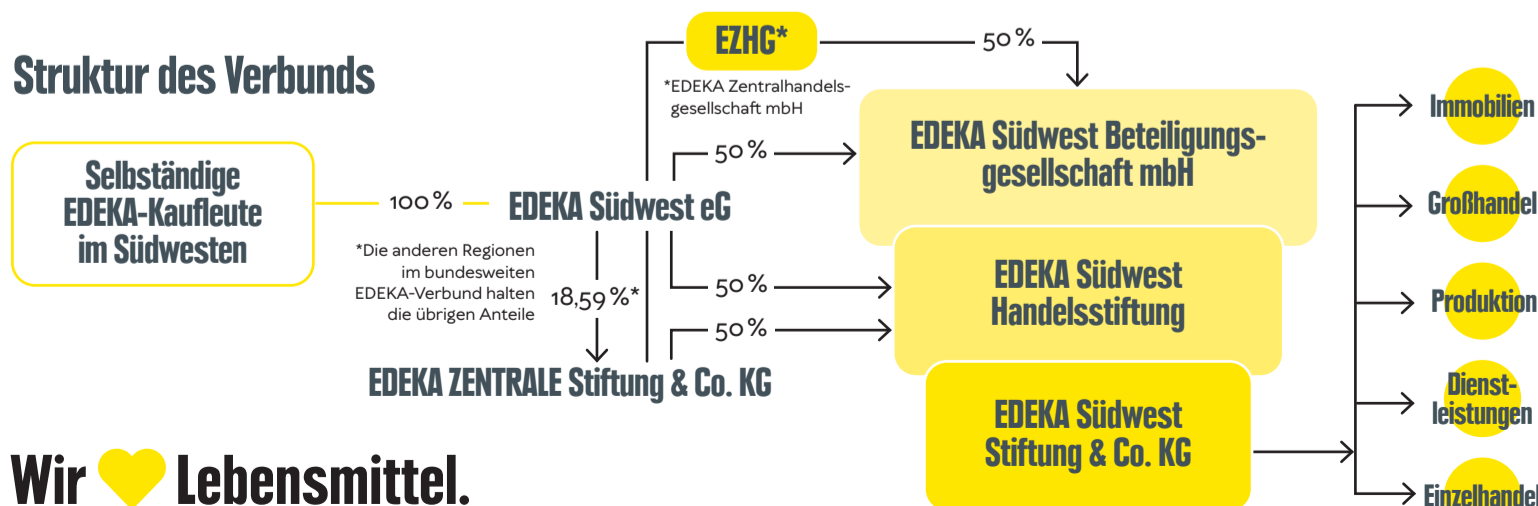 Struktur des Verbunds
Selbständige
EDEKA-Kaufleute
im Südwesten
100 %
EDEKA Südwest eG
*Die anderen Regionen
im bundesweiten
EDEKA-Verbund halten
die übrigen Anteile
18,59 %*
EDEKA ZENTRALE Stiftung & Co. KG
EZHG*
*EDEKA Zentralhandels-
gesellschaft mbH
50 %
50 %
50 %
50 %
EDEKA Südwest Beteiligungs-
gesellschaft mbH
EDEKA Südwest
Handelsstiftung
EDEKA Südwest
Stiftung & Co. KG
Immobilien
Großhandel
Produktion
Dienst-
leistungen
Einzelhandel
Wir Lebensmittel.